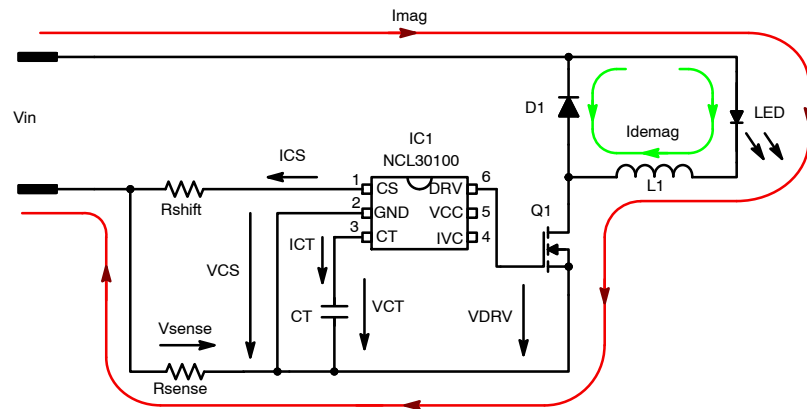 Imag
Vin
D1
LED
Idemag
IC1
NCL30100
ICS
1
CS
DRV
6
L1
Rshift
2
GND
VCC
5
Q1
3
CT
IVC
4
ICT
VCS
CT
VCT
VDRV
Vsense
Rsense